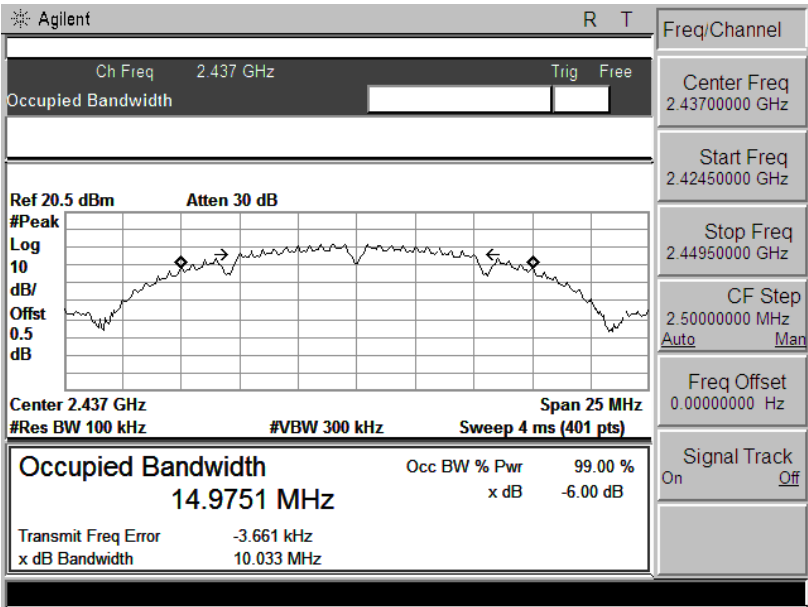 Agilent R T
Freq/Channel
Ch Freq 2.437 GHz Trig Free
Occupied Bandwidth
Center Freq
2.43700000 GHz
Start Freq
2.42450000 GHz
Stop Freq
2.44950000 GHz
CF Step
2.50000000 MHz
Auto Man
Freq Offset
0.00000000 Hz
Signal Track
On Off
Ref 20.5 dBm Atten 30 dB
#Peak
Log
10
dB/
Offst
0.5
dB
Center 2.437 GHz Span 25 MHz
#Res BW 100 kHz #VBW 300 kHz Sweep 4 ms (401 pts)
Occupied Bandwidth Occ BW % Pwr 99.00 %
14.9751 MHz x dB -6.00 dB
Transmit Freq Error -3.661 kHz
x dB Bandwidth 10.033 MHz